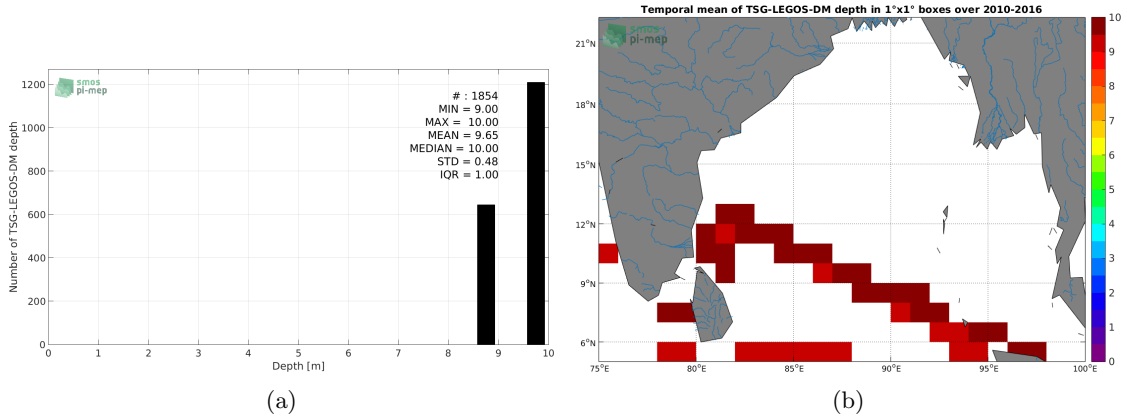 smos
pi-mep
# : 1854
MIN = 9.00
MAX = 10.00
MEAN = 9.65
MEDIAN = 10.00
STD = 0.48
IQR = 1.00
Number of TSG-LEGOS-DM depth
1200
1000
800
600
400
200
0
0 1 2 3 4 5 6 7 8 9 10
Depth [m]
(a)
Temporal mean of TSG-LEGOS-DM depth in 1°x1° boxes over 2010-2016
smos
pi-mep
21°N
18°N
15°N
12°N
9°N
6°N
75°E 80°E 85°E 90°E 95°E 100°E
10
9
8
7
6
5
4
3
2
1
0
(b)